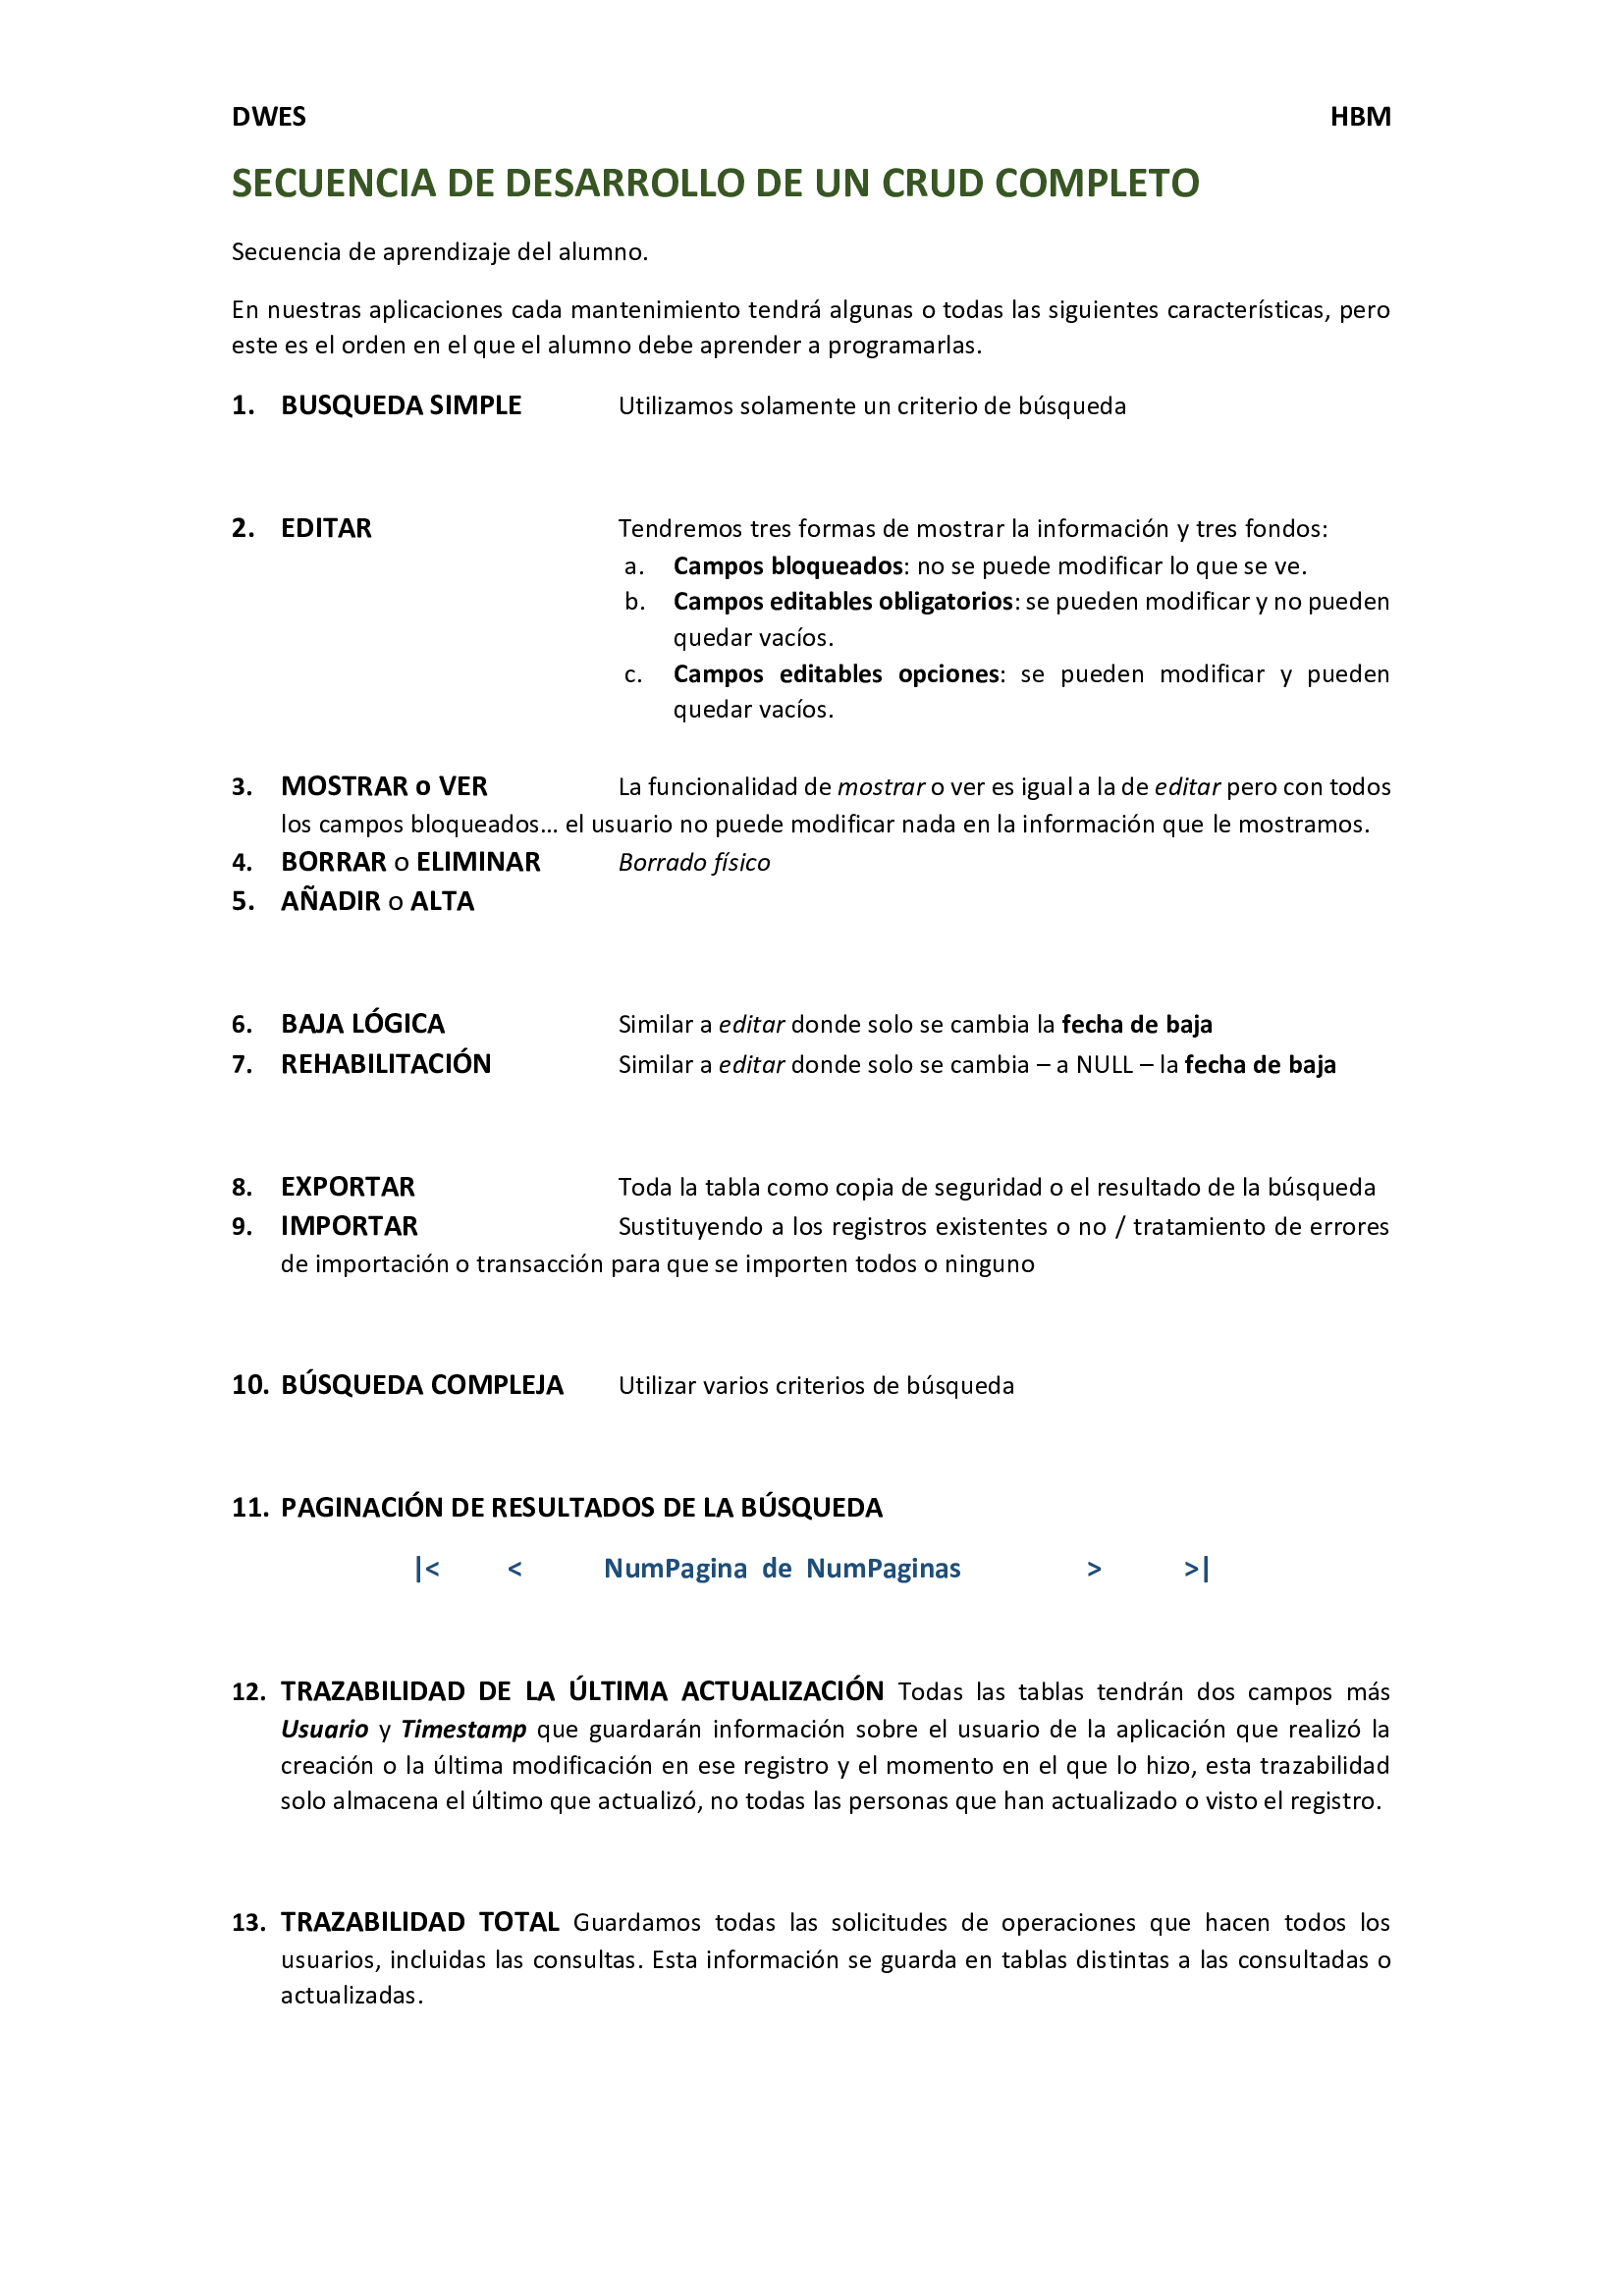 DWES HBM
SECUENCIA DE DESARROLLO DE UN CRUD COMPLETO
Secuencia de aprendizaje del alumno.
En nuestras aplicaciones cada mantenimiento tendrá algunas o todas las siguientes características, pero
este es el orden en el que el alumno debe aprender a programarlas.
1. BUSQUEDA SIMPLE Utilizamos solamente un criterio de búsqueda
2. EDITAR Tendremos tres formas de mostrar la información y tres fondos:
a. Campos bloqueados: no se puede modificar lo que se ve.
b. Campos editables obligatorios: se pueden modificar y no pueden
quedar vacíos.
c. Campos editables opciones: se pueden modificar y pueden
quedar vacíos.
3. MOSTRAR o VER La funcionalidad de mostrar o ver es igual a la de editar pero con todos
los campos bloqueados... el usuario no puede modificar nada en la información que le mostramos.
4. BORRAR o ELIMINAR Borrado físico
5. AÑADIR o ALTA
6. BAJA LÓGICA Similar a editar donde solo se cambia la fecha de baja
7. REHABILITACIÓN Similar a editar donde solo se cambia – a NULL – la fecha de baja
8. EXPORTAR Toda la tabla como copia de seguridad o el resultado de la búsqueda
9. IMPORTAR Sustituyendo a los registros existentes o no / tratamiento de errores
de importación o transacción para que se importen todos o ninguno
10. BÚSQUEDA COMPLEJA Utilizar varios criterios de búsqueda
11. PAGINACIÓN DE RESULTADOS DE LA BÚSQUEDA
|< < NumPagina de NumPaginas > >|
12. TRAZABILIDAD DE LA ÚLTIMA ACTUALIZACIÓN Todas las tablas tendrán dos campos más
Usuario y Timestamp que guardarán información sobre el usuario de la aplicación que realizó la
creación o la última modificación en ese registro y el momento en el que lo hizo, esta trazabilidad
solo almacena el último que actualizó, no todas las personas que han actualizado o visto el registro.
13. TRAZABILIDAD TOTAL Guardamos todas las solicitudes de operaciones que hacen todos los
usuarios, incluidas las consultas. Esta información se guarda en tablas distintas a las consultadas o
actualizadas.